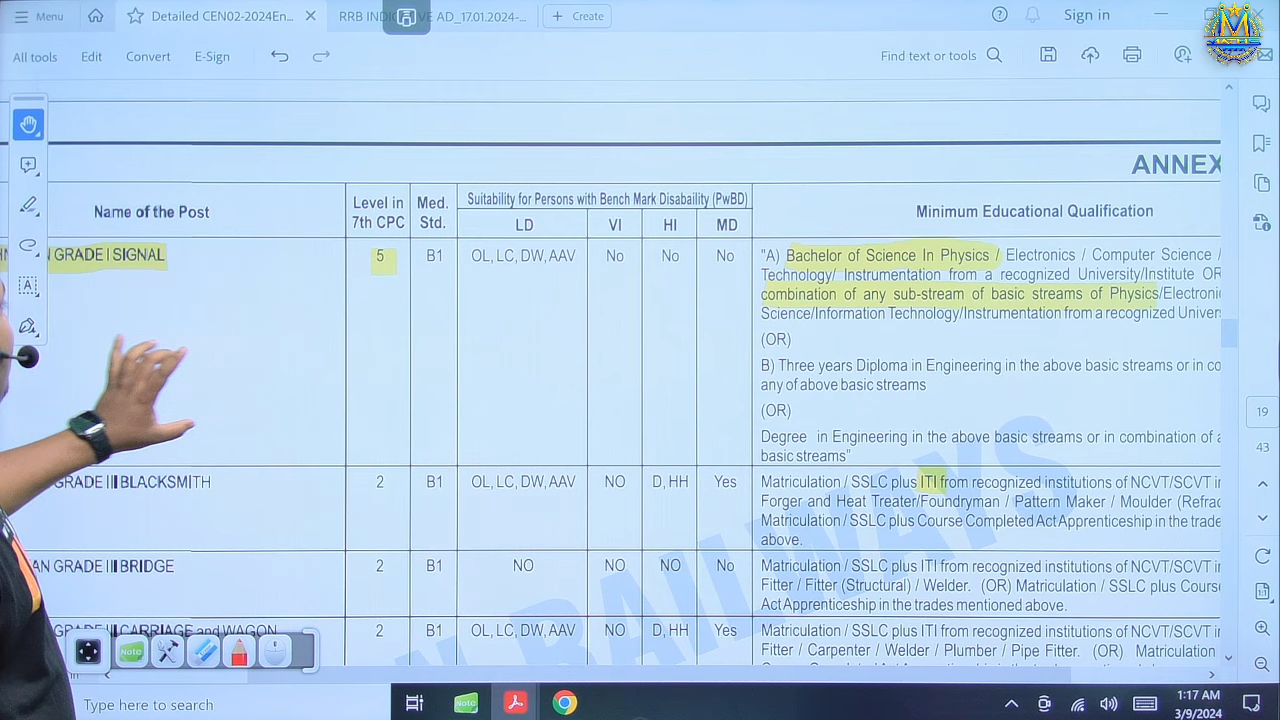 Menu
Detailed CEN02-2024En...
RRB INDIC
VE AD_17.01.2024-...
Create
Sign in
All tools
Edit
Convert
E-Sign
Find text or tools
ANNEX
Name of the Post
Level in
7th CPC
Med.
Std.
Suitability for Persons with Bench Mark Disabaility (PwBD)
LD
VI
HI
MD
Minimum Educational Qualification
GRADE I SIGNAL
5
B1
OL, LC, DW, AAV
No
No
No
"A) Bachelor of Science In Physics / Electronics / Computer Science /
Technology/ Instrumentation from a recognized University/Institute OR
combination of any sub-stream of basic streams of Physics/Electronic
Science/Information Technology/Instrumentation from a recognized Univers
(OR)
B) Three years Diploma in Engineering in the above basic streams or in co
any of above basic streams
(OR)
Degree in Engineering in the above basic streams or in combination of a
basic streams"
GRADE III BLACKSMITH
2
B1
OL, LC, DW, AAV
NO
D, HH
Yes
Matriculation / SSLC plus ITI from recognized institutions of NCVT/SCVT in
Forger and Heat Treater/Foundryman / Pattern Maker / Moulder (Refrac
Matriculation / SSLC plus Course Completed Act Apprenticeship in the trade
above.
AN GRADE III BRIDGE
2
B1
NO
NO
NO
No
Matriculation / SSLC plus ITI from recognized institutions of NCVT/SCVT in
Fitter / Fitter (Structural) / Welder. (OR) Matriculation / SSLC plus Course
Act Apprenticeship in the trades mentioned above.
GRADE III CARRIAGE and WAGON
2
B1
OL, LC, DW, AAV
NO
D, HH
Yes
Matriculation / SSLC plus ITI from recognized institutions of NCVT/SCVT in
Fitter / Carpenter / Welder / Plumber / Pipe Fitter. (OR) Matriculation
N RAILWAYS
19
43
Note
Type here to search
Note
1:17 AM
3/9/2024